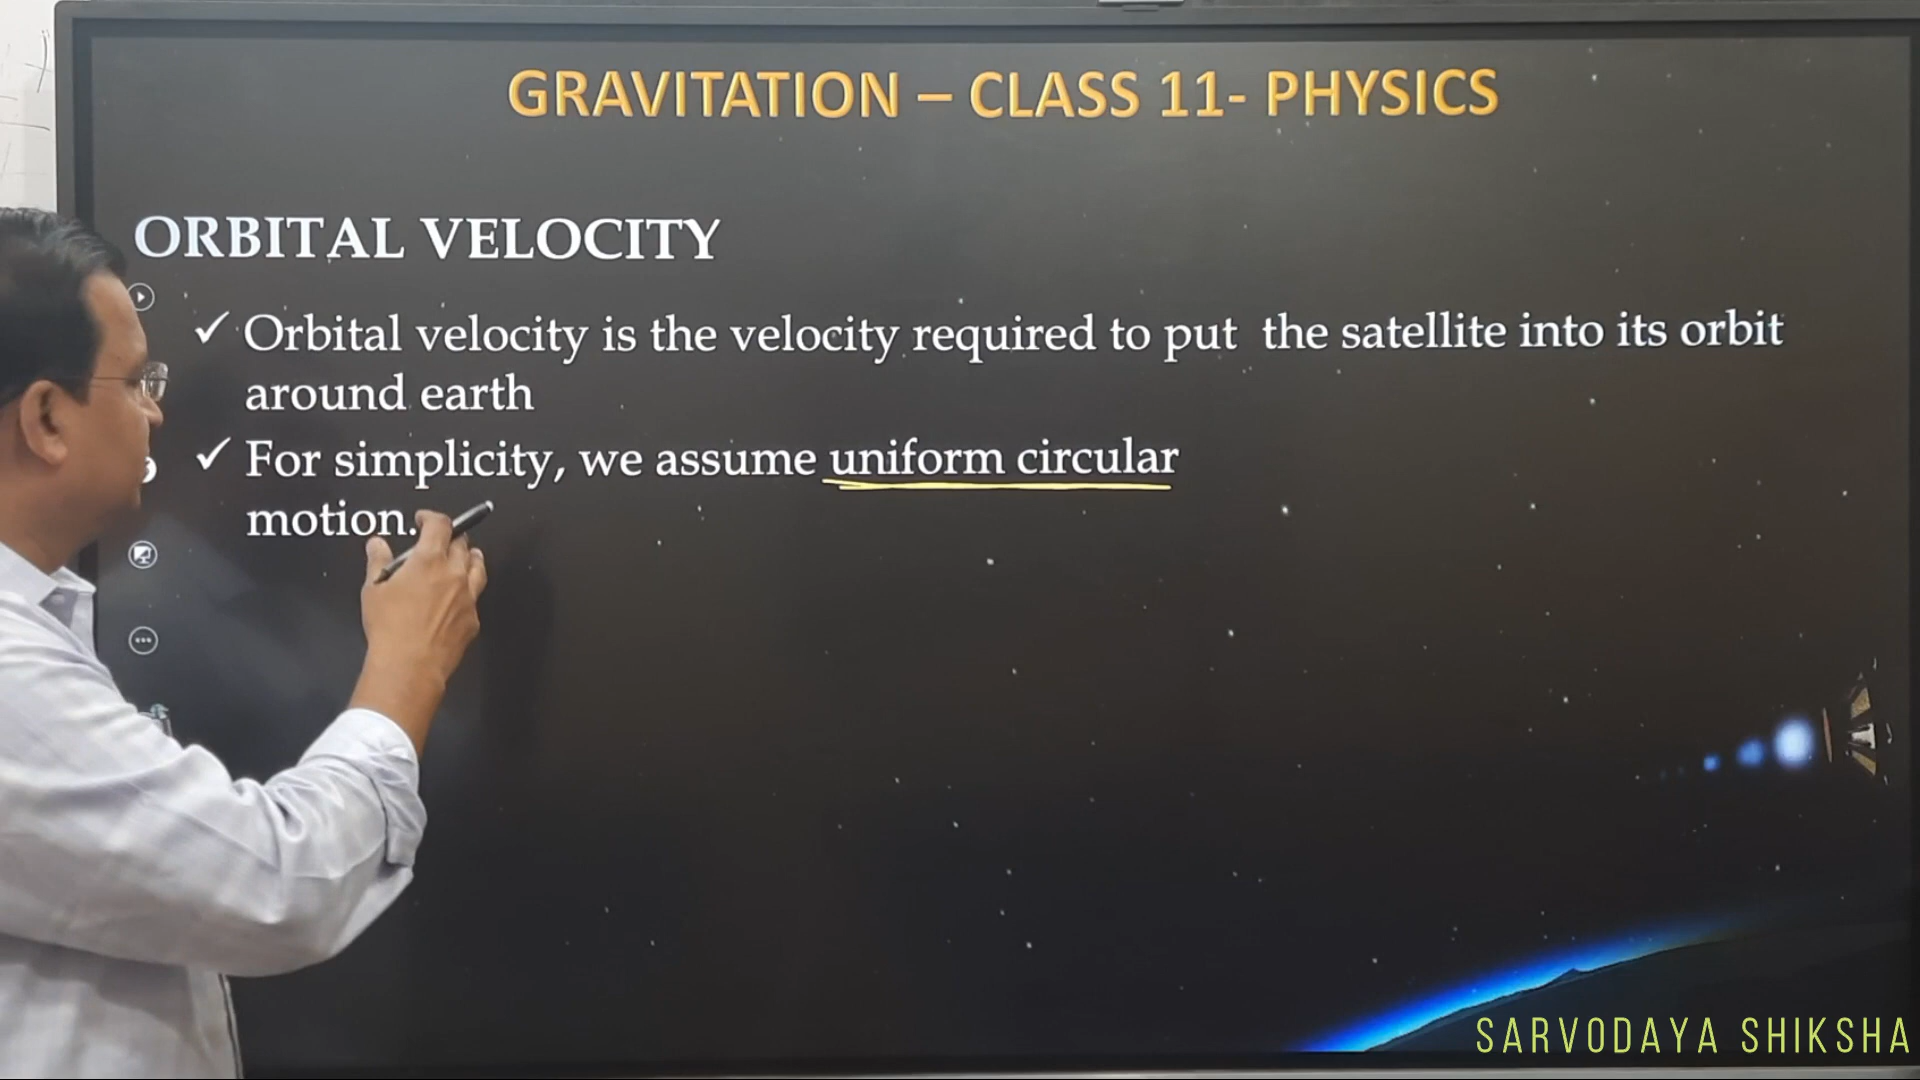 GRAVITATION – CLASS 11- PHYSICS
ORBITAL VELOCITY
✓ Orbital velocity is the velocity required to put the satellite into its orbit
around earth
✓ For simplicity, we assume uniform circular
motion.
SARVODAYA SHIKSHA